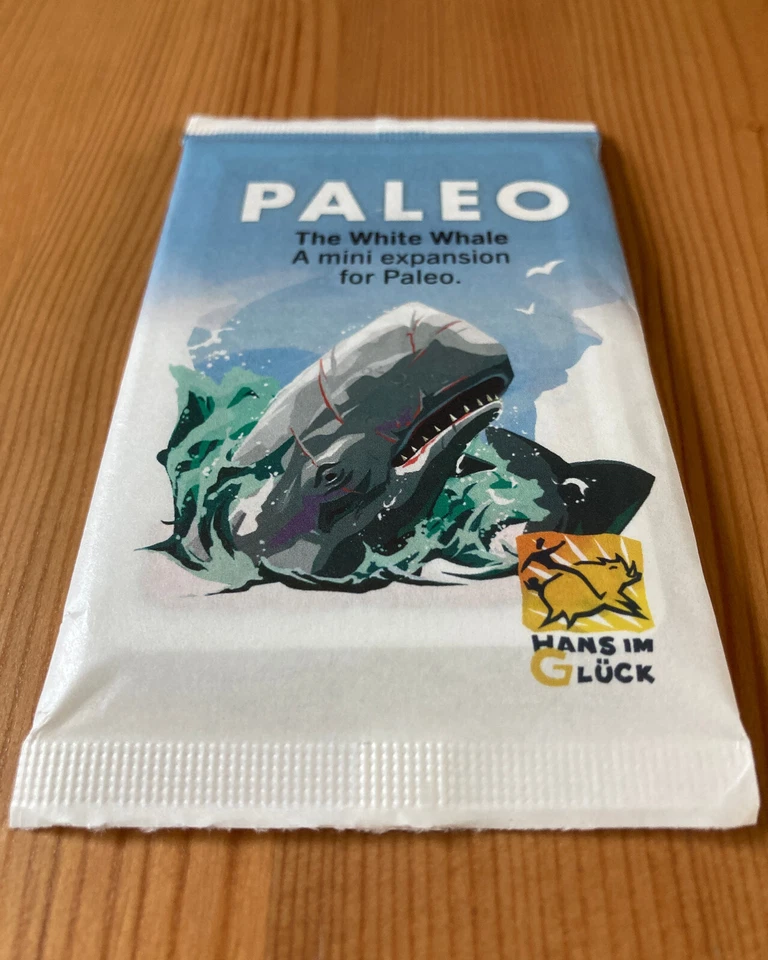 PALEO
The White Whale
A mini expansion
for Paleo.
HANS IM
GLÜCK